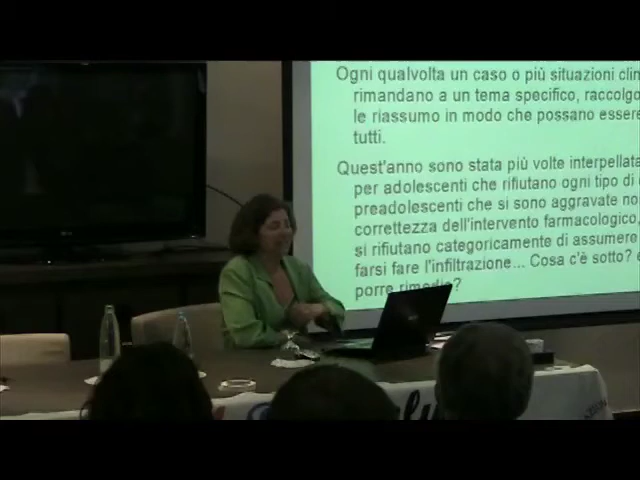 Ogni qualvolta un caso o più situazioni clin
rimandano a un tema specifico, raccolgo
le riassumo in modo che possano essere
tutti.
Quest'anno sono stata più volte interpellata
per adolescenti che rifiutano ogni tipo di
preadolescenti che si sono aggravate no
correttezza dell'intervento farmacologico,
si rifiutano categoricamente di assumere
farsi fare l'infiltrazione... Cosa c'è sotto? e
porre rimedio?
LG